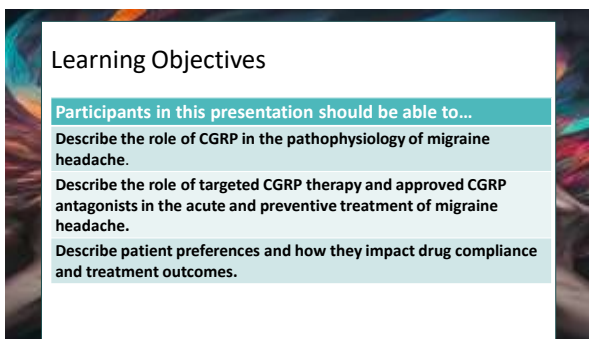 Learning Objectives
Participants in this presentation should be able to…
Describe the role of CGRP in the pathophysiology of migraine
headache.
Describe the role of targeted CGRP therapy and approved CGRP
antagonists in the acute and preventive treatment of migraine
headache.
Describe patient preferences and how they impact drug compliance
and treatment outcomes.